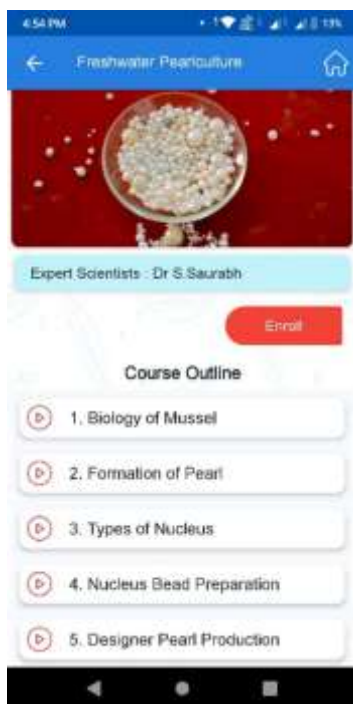 4:54 PM
19%
Freshwater Pearlculture
Expert Scientists : Dr S.Saurabh
Enroll
Course Outline
1. Biology of Mussel
2. Formation of Pearl
3. Types of Nucleus
4. Nucleus Bead Preparation
5. Designer Pearl Production